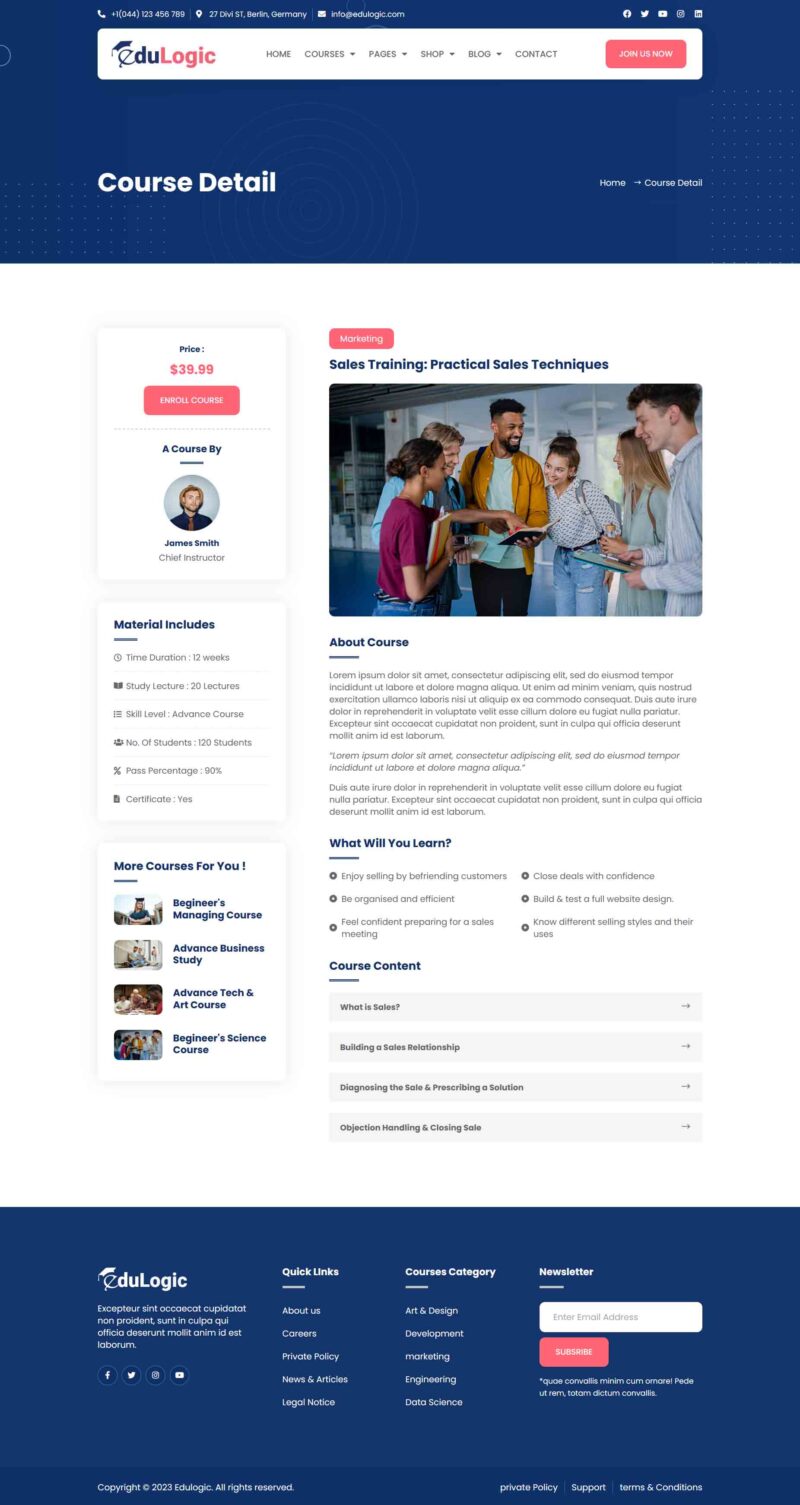 +1(044) 123 456 789
27 Divi ST, Berlin, Germany
info@edulogic.com
eduLogic
HOME
COURSES
PAGES
SHOP
BLOG
CONTACT
JOIN US NOW
Course Detail
Home → Course Detail
Price :
$39.99
ENROLL COURSE
A Course By
James Smith
Chief Instructor
Material Includes
Time Duration : 12 weeks
Study Lecture : 20 Lectures
Skill Level : Advance Course
No. Of Students : 120 Students
Pass Percentage : 90%
Certificate : Yes
More Courses For You !
Begineer's
Managing Course
Advance Business
Study
Advance Tech &
Art Course
Begineer's Science
Course
Marketing
Sales Training: Practical Sales Techniques
About Course
Lorem ipsum dolor sit amet, consectetur adipiscing elit, sed do eiusmod tempor
incididunt ut labore et dolore magna aliqua. Ut enim ad minim veniam, quis nostrud
exercitation ullamco laboris nisi ut aliquip ex ea commodo consequat. Duis aute irure
dolor in reprehenderit in voluptate velit esse cillum dolore eu fugiat nulla pariatur.
Excepteur sint occaecat cupidatat non proident, sunt in culpa qui officia deserunt
mollit anim id est laborum.
“Lorem ipsum dolor sit amet, consectetur adipiscing elit, sed do eiusmod tempor
incididunt ut labore et dolore magna aliqua.”
Duis aute irure dolor in reprehenderit in voluptate velit esse cillum dolore eu fugiat
nulla pariatur. Excepteur sint occaecat cupidatat non proident, sunt in culpa qui officia
deserunt mollit anim id est laborum.
What Will You Learn?
Enjoy selling by befriending customers
Close deals with confidence
Be organised and efficient
Build & test a full website design.
Feel confident preparing for a sales
meeting
Know different selling styles and their
uses
Course Content
What is Sales?
Building a Sales Relationship
Diagnosing the Sale & Prescribing a Solution
Objection Handling & Closing Sale
eduLogic
Excepteur sint occaecat cupidatat
non proident, sunt in culpa qui
officia deserunt mollit anim id est
laborum.
Quick LInks
About us
Careers
Private Policy
News & Articles
Legal Notice
Courses Category
Art & Design
Development
marketing
Engineering
Data Science
Newsletter
Enter Email Address
SUBSRIBE
*quae convallis minim cum ornare! Pede
ut rem, totam dictum convallis.
Copyright © 2023 Edulogic. All rights reserved.
private Policy
Support
terms & Conditions